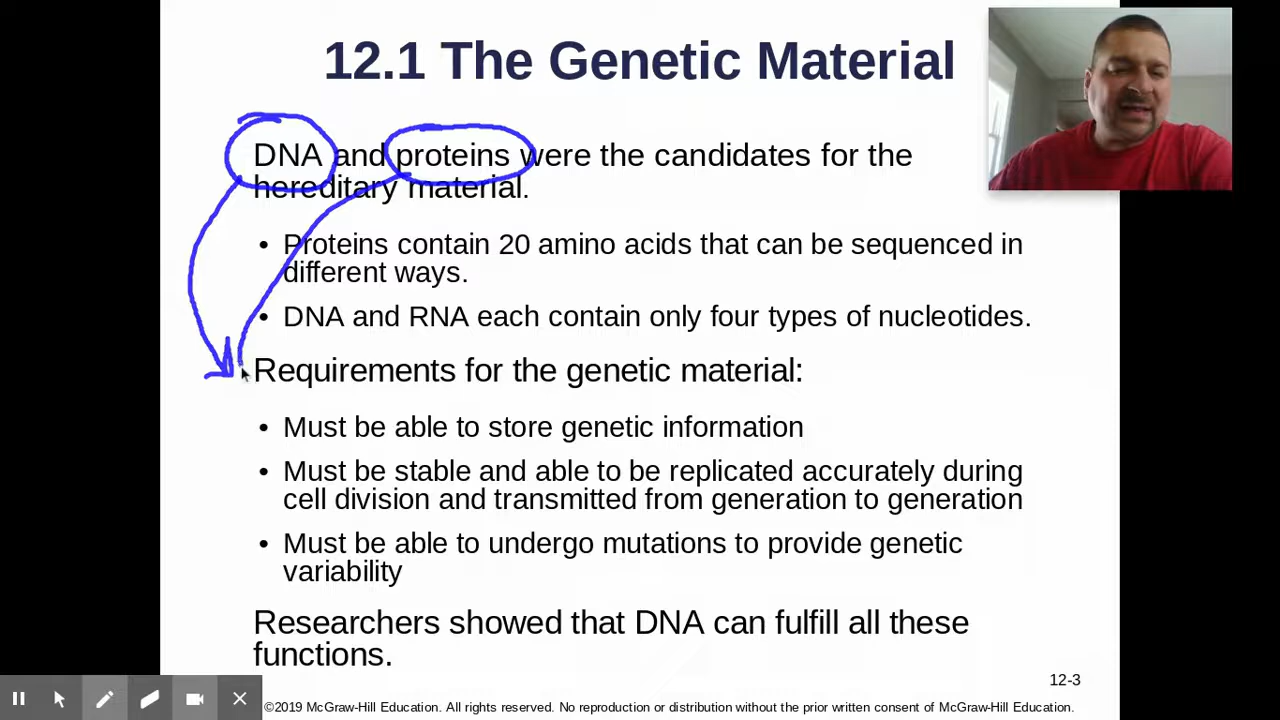 12.1 The Genetic Material
DNA and proteins were the candidates for the
hereditary material.
• Proteins contain 20 amino acids that can be sequenced in
different ways.
• DNA and RNA each contain only four types of nucleotides.
Requirements for the genetic material:
• Must be able to store genetic information
• Must be stable and able to be replicated accurately during
cell division and transmitted from generation to generation
• Must be able to undergo mutations to provide genetic
variability
Researchers showed that DNA can fulfill all these
functions.
12-3
©2019 McGraw-Hill Education. All rights reserved. No reproduction or distribution without the prior written consent of McGraw-Hill Education.